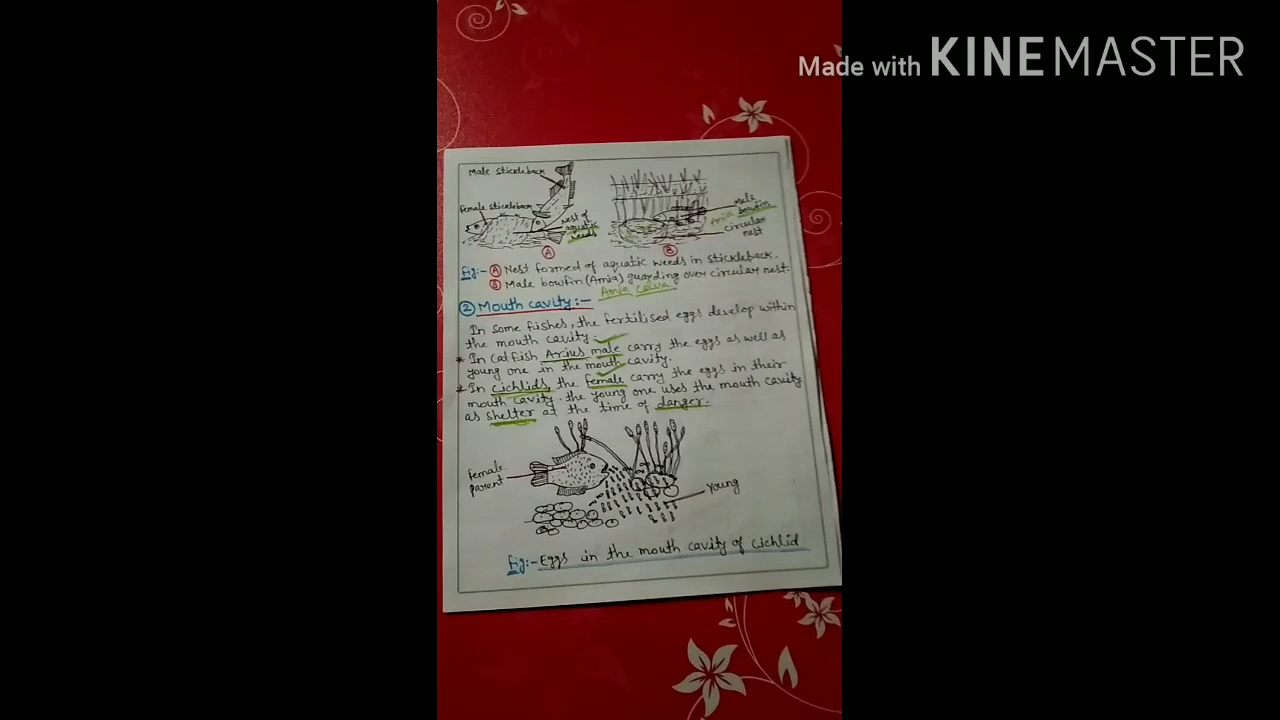 Made with KINEMASTER
Male stickleback
female stickleback
Nest of
aquatic
weeds
Male
Amia bowfin
circular
nest
A
B
Fig:- A Nest formed of aquatic weeds in stickleback.
B Male bowfin (Amia) guarding over circular nest.
Amia calva
2 Mouth cavity:-
In some fishes, the fertilised eggs develop within
the mouth cavity.
* In catfish Arius male carry the eggs as well as
young one in the mouth cavity.
* In cichlids, the female carry the eggs in their
mouth cavity. the young one uses the mouth cavity
as shelter at the time of danger.
female
parent
young
Fig:- Eggs in the mouth cavity of cichlid